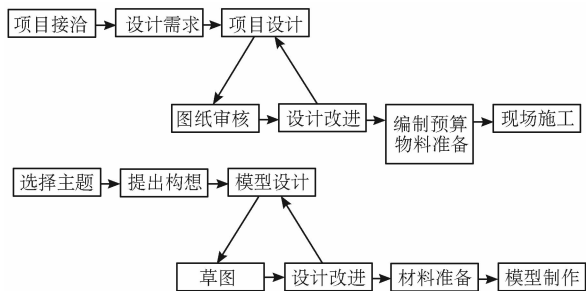 项目接洽
设计需求
项目设计
图纸审核
设计改进
编制预算
物料准备
现场施工
选择主题
提出构想
模型设计
草图
设计改进
材料准备
模型制作